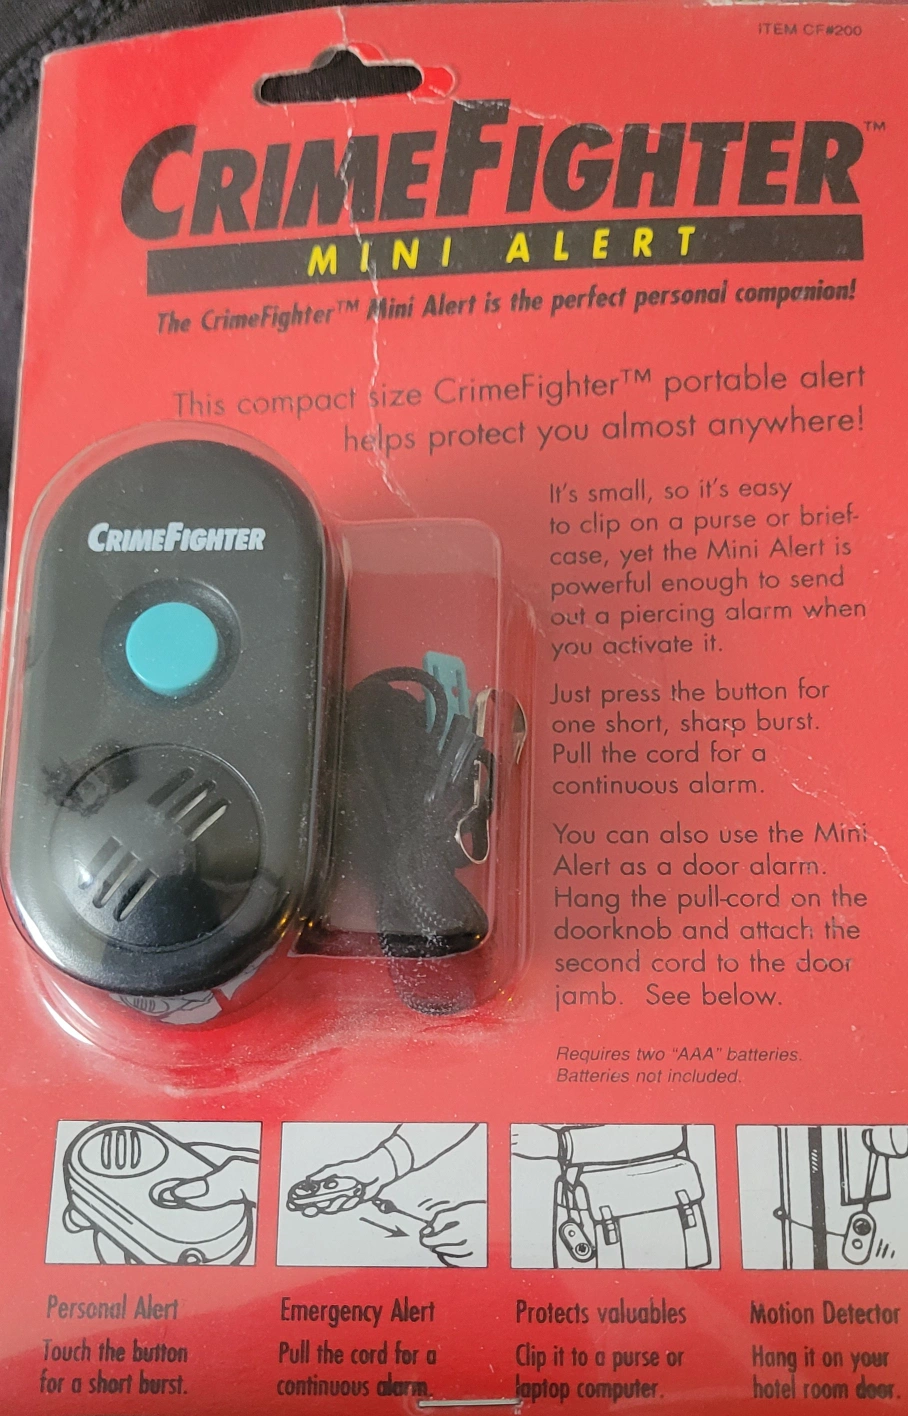 ITEM CF#200
CRIMEFIGHTER™
MINI ALERT
The CrimeFighter™ Mini Alert is the perfect personal companion!
This compact size CrimeFighter™ portable alert
helps protect you almost anywhere!
CRIMEFIGHTER
It's small, so it's easy
to clip on a purse or brief-
case, yet the Mini Alert is
powerful enough to send
out a piercing alarm when
you activate it.
Just press the button for
one short, sharp burst.
Pull the cord for a
continuous alarm.
You can also use the Mini
Alert as a door alarm.
Hang the pull-cord on the
doorknob and attach the
second cord to the door
jamb. See below.
Requires two "AAA" batteries.
Batteries not included.
Personal Alert
Touch the button
for a short burst.
Emergency Alert
Pull the cord for a
continuous alarm.
Protects valuables
Clip it to a purse or
laptop computer.
Motion Detector
Hang it on your
hotel room door.